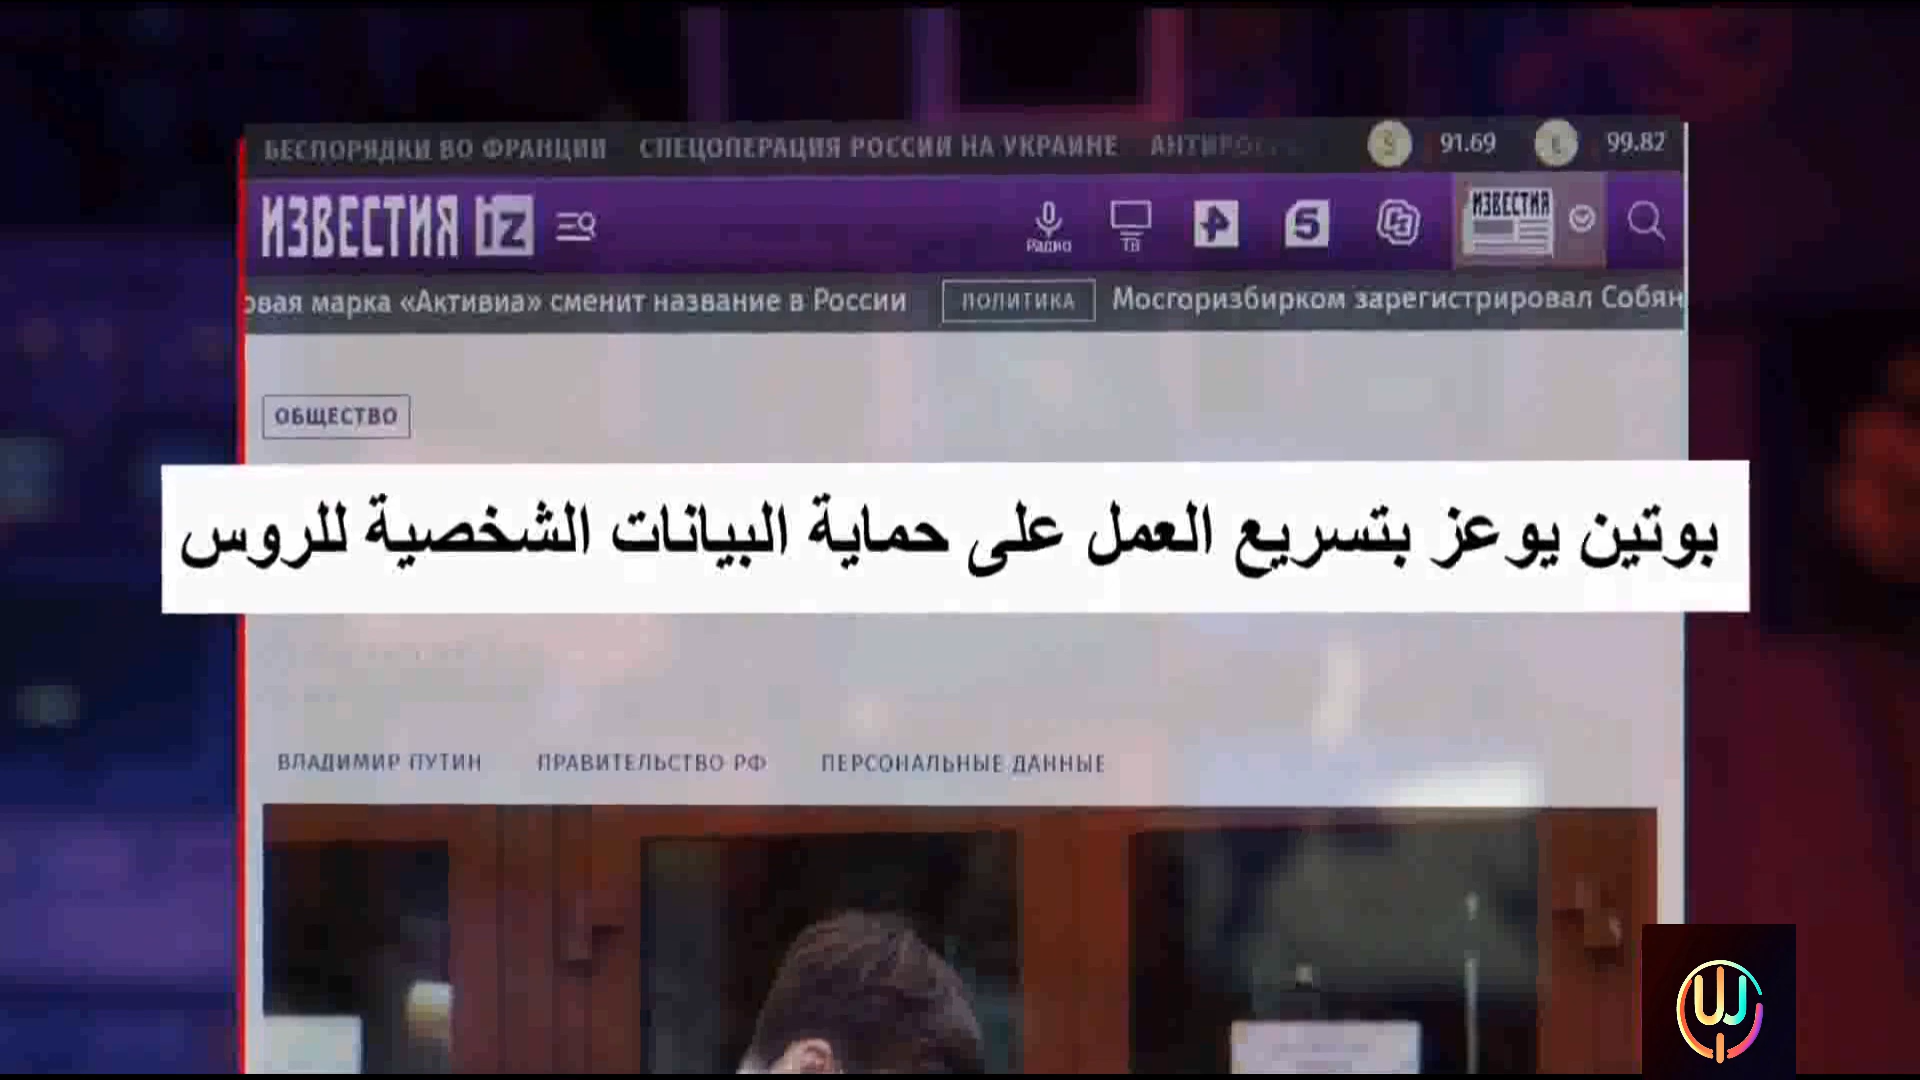 БЕСПОРЯДКИ ВО ФРАНЦИИ СПЕЦОПЕРАЦИЯ РОССИИ НА УКРАИНЕ 91.69 99.82
ИЗВЕСТИЯ iz Радио ТВ 5 ИЗВЕСТИЯ
овая марка «Активиа» сменит название в России ПОЛИТИКА Мосгоризбирком зарегистрировал Собян
ОБЩЕСТВО
بوتين يوعز بتسريع العمل على حماية البيانات الشخصية للروس
ВЛАДИМИР ПУТИН ПРАВИТЕЛЬСТВО РФ ПЕРСОНАЛЬНЫЕ ДАННЫЕ